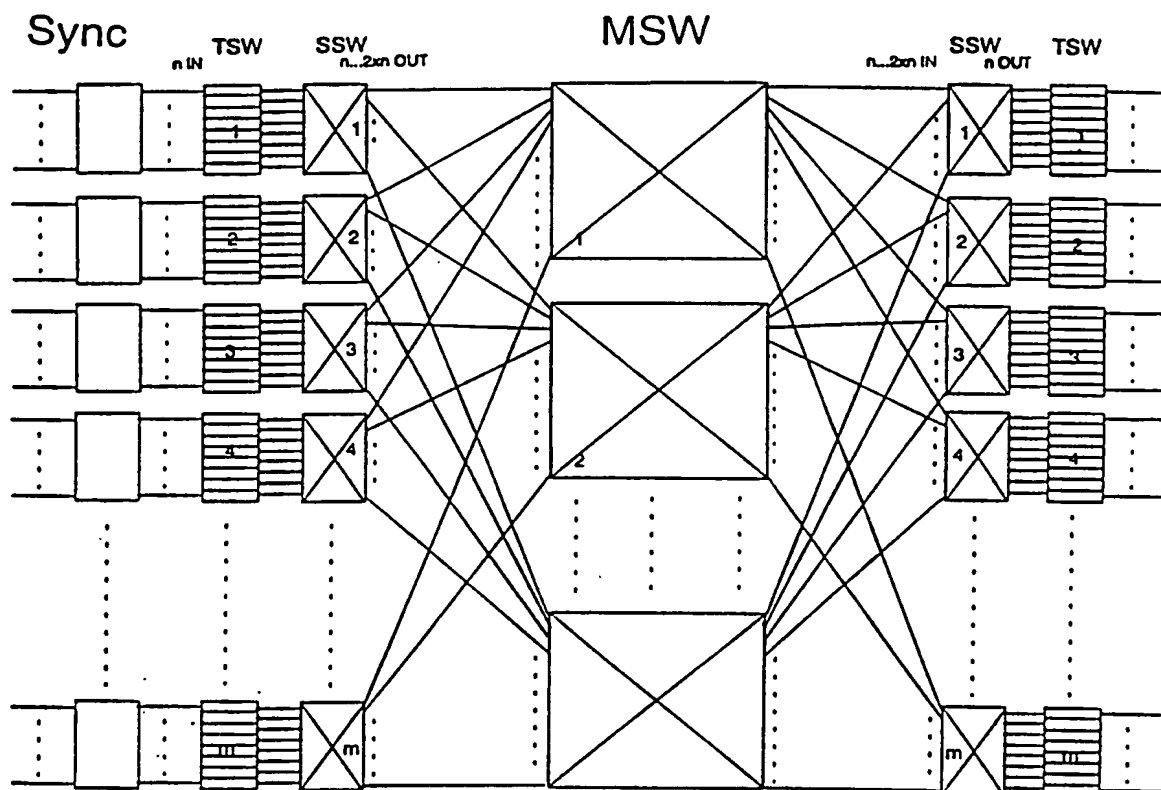 Sync TSW SSW MSW SSW TSW
n IN n...2xn OUT n...2xn IN n OUT
1 1 1 1
2 2 1 2 2
3 3 3 3
4 4 2 4 4
m m m m